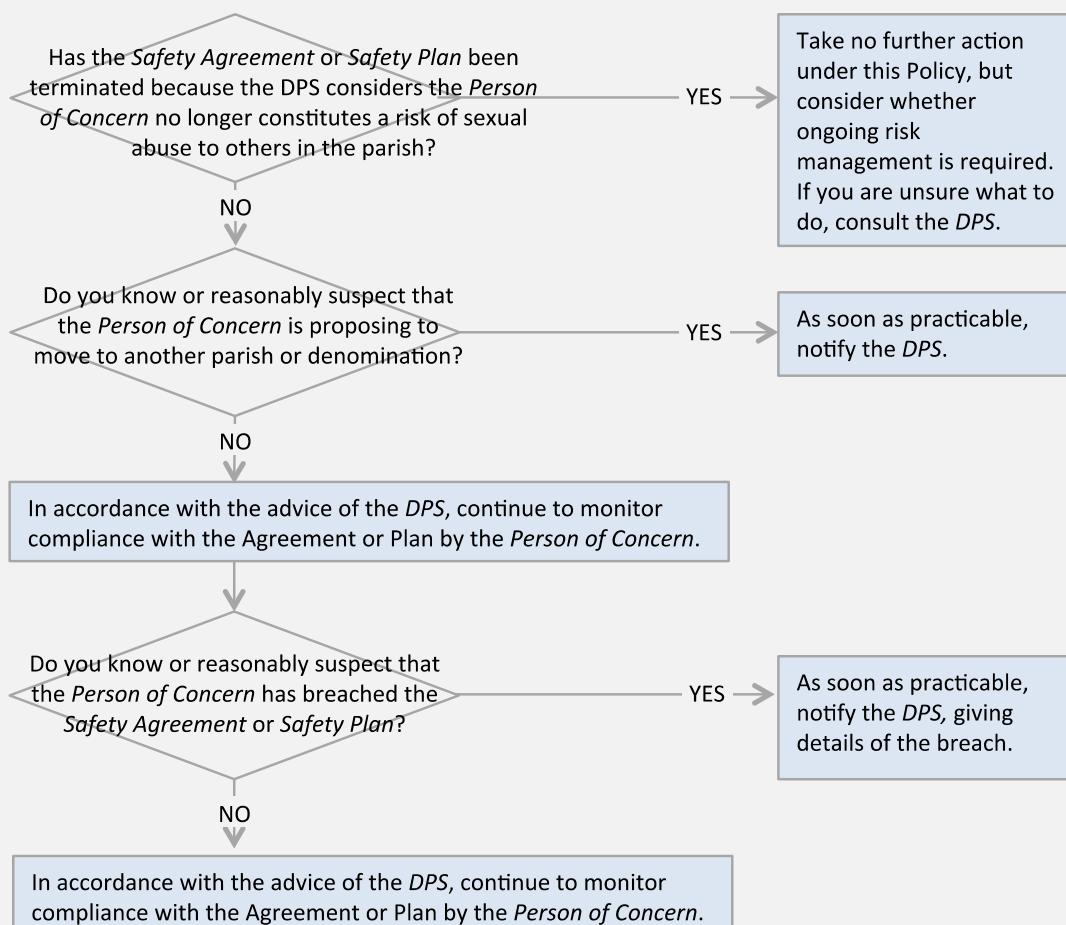 Has the Safety Agreement or Safety Plan been
terminated because the DPS considers the Person
of Concern no longer constitutes a risk of sexual
abuse to others in the parish?
YES
Take no further action
under this Policy, but
consider whether
ongoing risk
management is required.
If you are unsure what to
do, consult the DPS.
NO
Do you know or reasonably suspect that
the Person of Concern is proposing to
move to another parish or denomination?
YES
As soon as practicable,
notify the DPS.
NO
In accordance with the advice of the DPS, continue to monitor
compliance with the Agreement or Plan by the Person of Concern.
Do you know or reasonably suspect that
the Person of Concern has breached the
Safety Agreement or Safety Plan?
YES
As soon as practicable,
notify the DPS, giving
details of the breach.
NO
In accordance with the advice of the DPS, continue to monitor
compliance with the Agreement or Plan by the Person of Concern.